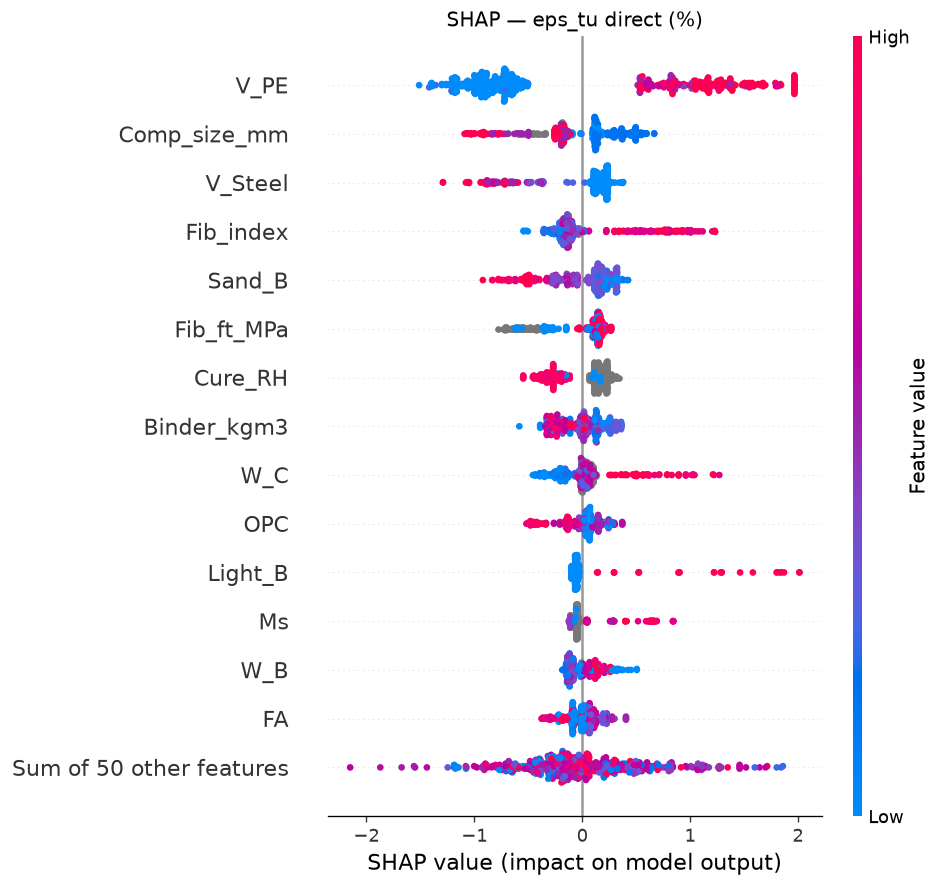 SHAP — eps_tu direct (%)
High
V_PE
Comp_size_mm
V_Steel
Fib_index
Sand_B
Fib_ft_MPa
Cure_RH
Binder_kgm3
W_C
OPC
Light_B
Ms
W_B
FA
Sum of 50 other features
Feature value
Low
−2
−1
0
1
2
SHAP value (impact on model output)